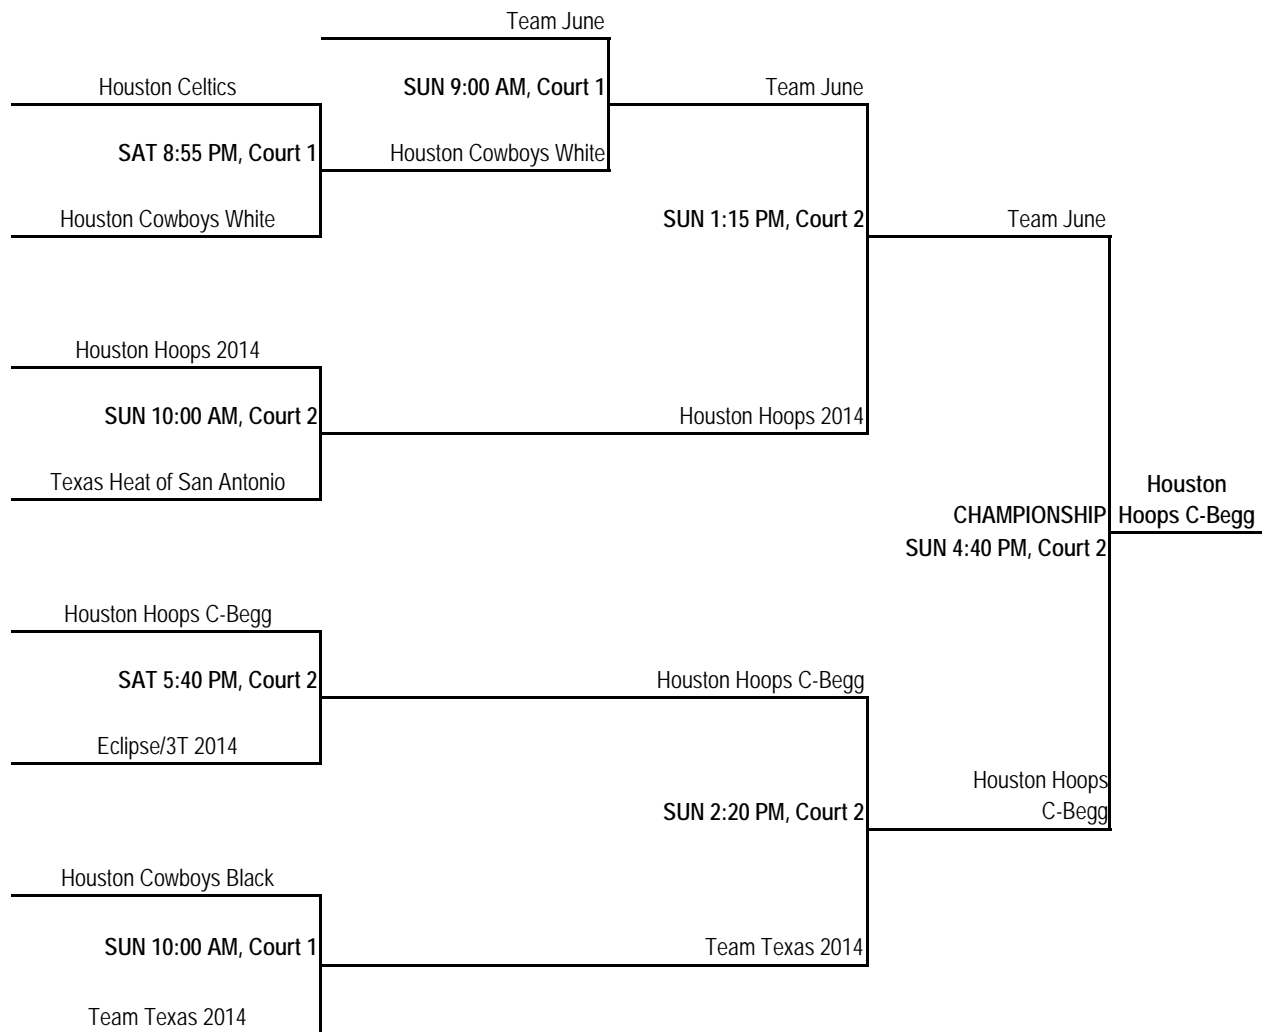 Team June
Houston Celtics
SUN 9:00 AM, Court 1
Team June
SAT 8:55 PM, Court 1
Houston Cowboys White
Houston Cowboys White
SUN 1:15 PM, Court 2
Team June
Houston Hoops 2014
SUN 10:00 AM, Court 2
Houston Hoops 2014
Texas Heat of San Antonio
Houston
Hoops C-Begg
CHAMPIONSHIP
SUN 4:40 PM, Court 2
Houston Hoops C-Begg
SAT 5:40 PM, Court 2
Houston Hoops C-Begg
Eclipse/3T 2014
Houston Hoops
C-Begg
SUN 2:20 PM, Court 2
Houston Cowboys Black
SUN 10:00 AM, Court 1
Team Texas 2014
Team Texas 2014